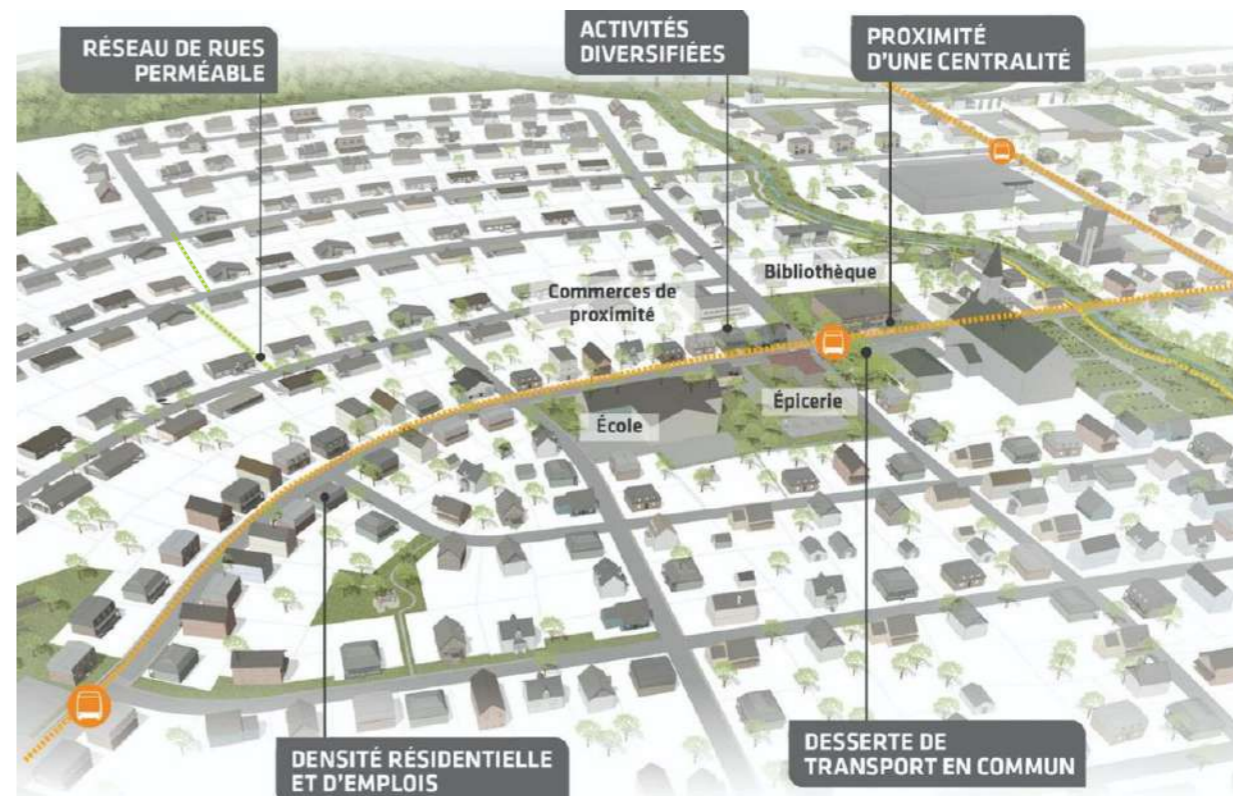 RÉSEAU DE RUES
PERMÉABLE
ACTIVITÉS
DIVERSIFIÉES
PROXIMITÉ
D'UNE CENTRALITÉ
Bibliothèque
Commerces de
proximité
Épicerie
École
DENSITÉ RÉSIDENTIELLE
ET D'EMPLOIS
DESSERTE DE
TRANSPORT EN COMMUN